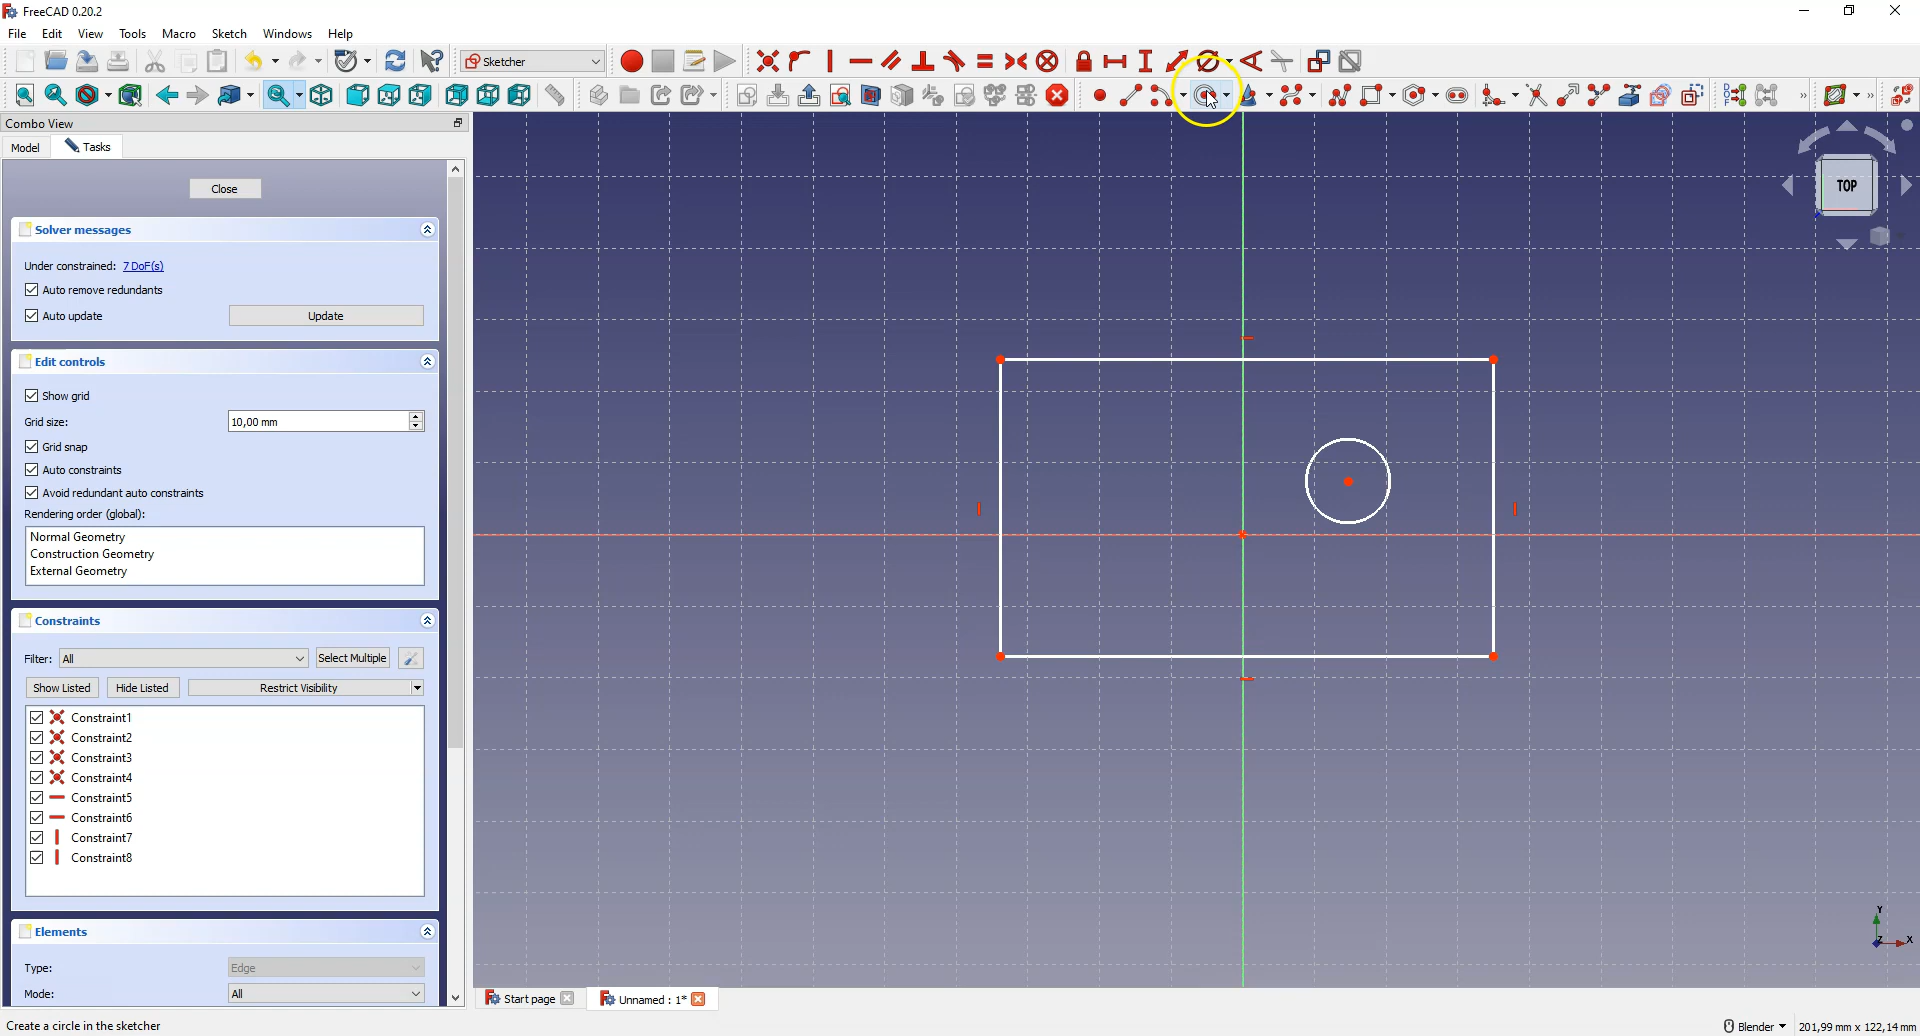 FreeCAD 0.20.2
File Edit View Tools Macro Sketch Windows Help
Sketcher
Combo View
Model Tasks
Close
Solver messages
Under constrained: 7 DoF(s)
Auto remove redundants
Auto update Update
Edit controls
Show grid
Grid size: 10,00 mm
Grid snap
Auto constraints
Avoid redundant auto constraints
Rendering order (global):
Normal Geometry
Construction Geometry
External Geometry
Constraints
Filter: All Select Multiple
Show Listed Hide Listed Restrict Visibility
Constraint1
Constraint2
Constraint3
Constraint4
Constraint5
Constraint6
Constraint7
Constraint8
Elements
Type: Edge
Mode: All
TOP
Y
Z X
Start page Unnamed : 1*
Create a circle in the sketcher
Blender 201,99 mm x 122,14 mm